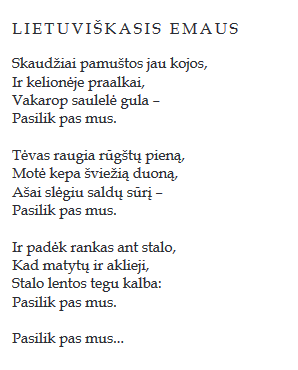 LIETUVIŠKASIS EMAUS
Skaudžiai pamuštos jau kojos,
Ir kelionėje praalkai,
Vakarop saulelė gula –
Pasilik pas mus.
Tėvas raugia rūgštų pieną,
Motė kepa šviežią duoną,
Ašai slėgiu saldų sūrį –
Pasilik pas mus.
Ir padėk rankas ant stalo,
Kad matytų ir aklieji,
Stalo lentos tegu kalba:
Pasilik pas mus.
Pasilik pas mus...